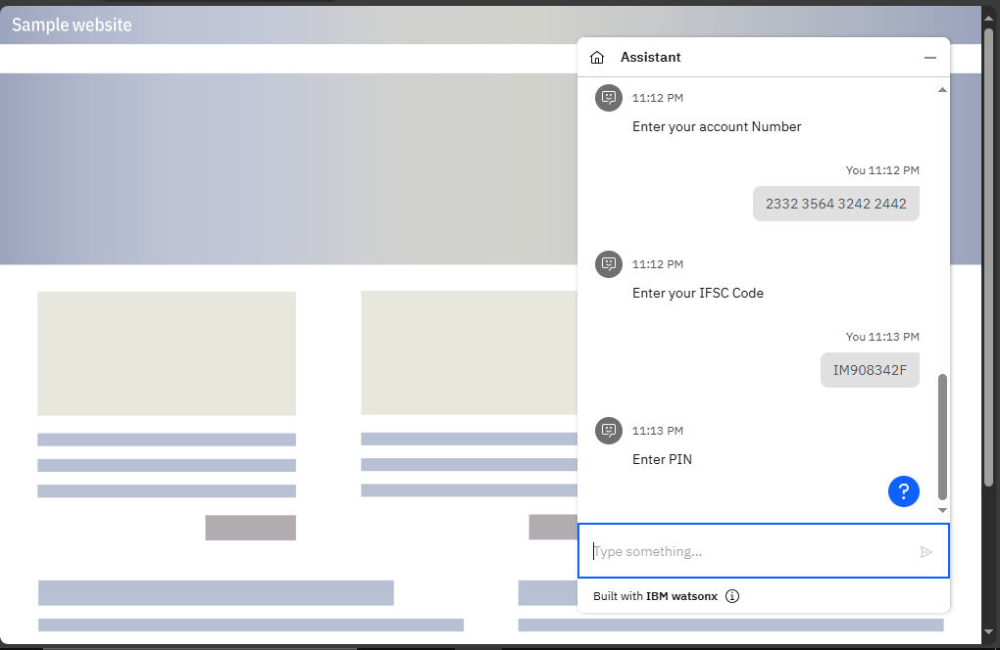 Sample website
Assistant
11:12 PM
Enter your account Number
You 11:12 PM
2332 3564 3242 2442
11:12 PM
Enter your IFSC Code
You 11:13 PM
IM908342F
11:13 PM
Enter PIN
?
Type something...
Built with IBM watsonx